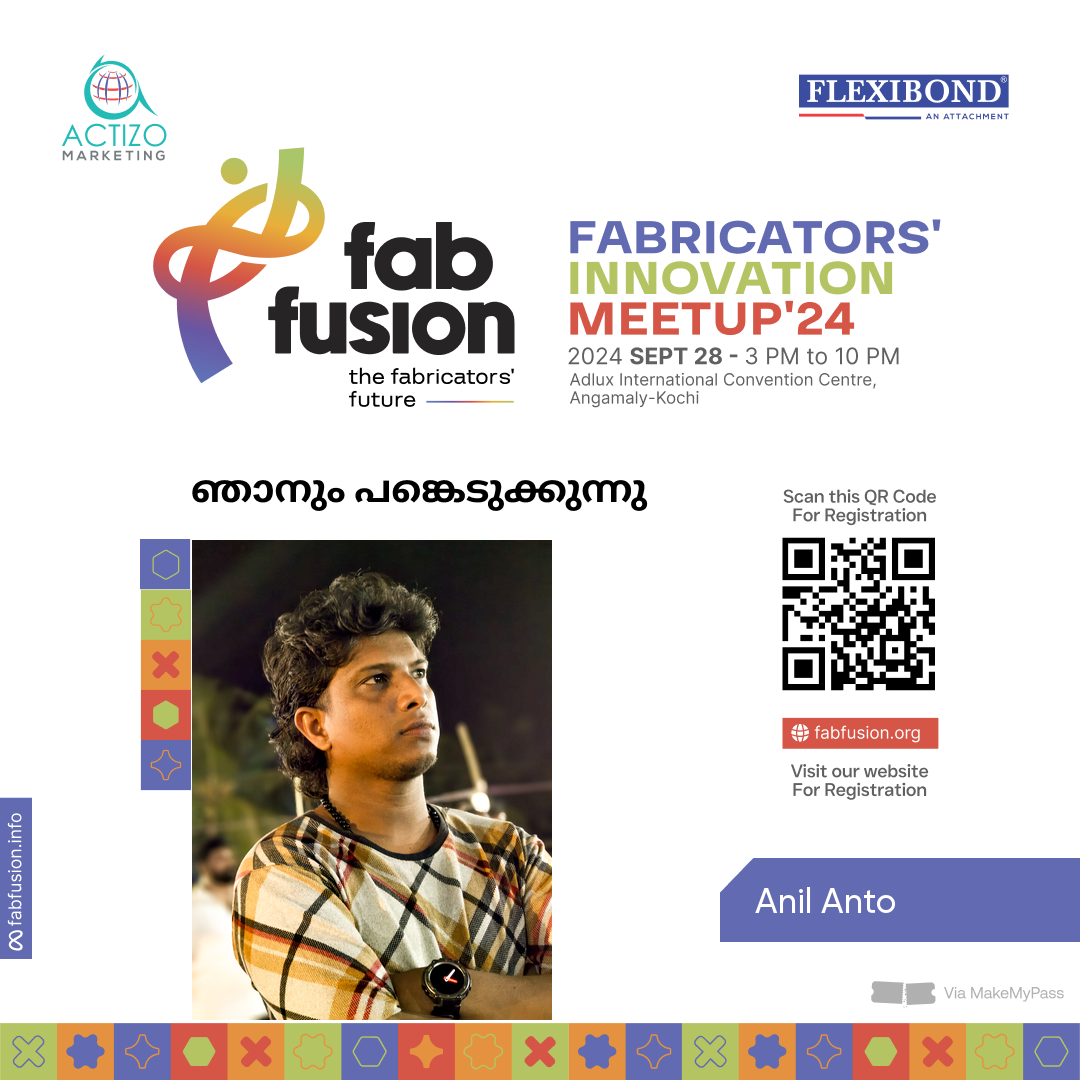 ACTIZO
MARKETING
FLEXIBOND®
AN ATTACHMENT
fab
fusion
the fabricators'
future
FABRICATORS'
INNOVATION
MEETUP'24
2024 SEPT 28 - 3 PM to 10 PM
Adlux International Convention Centre,
Angamaly-Kochi
ഞാനും പങ്കെടുക്കുന്നു
Scan this QR Code
For Registration
fabfusion.org
Visit our website
For Registration
fabfusion.info
Anil Anto
Via MakeMyPass